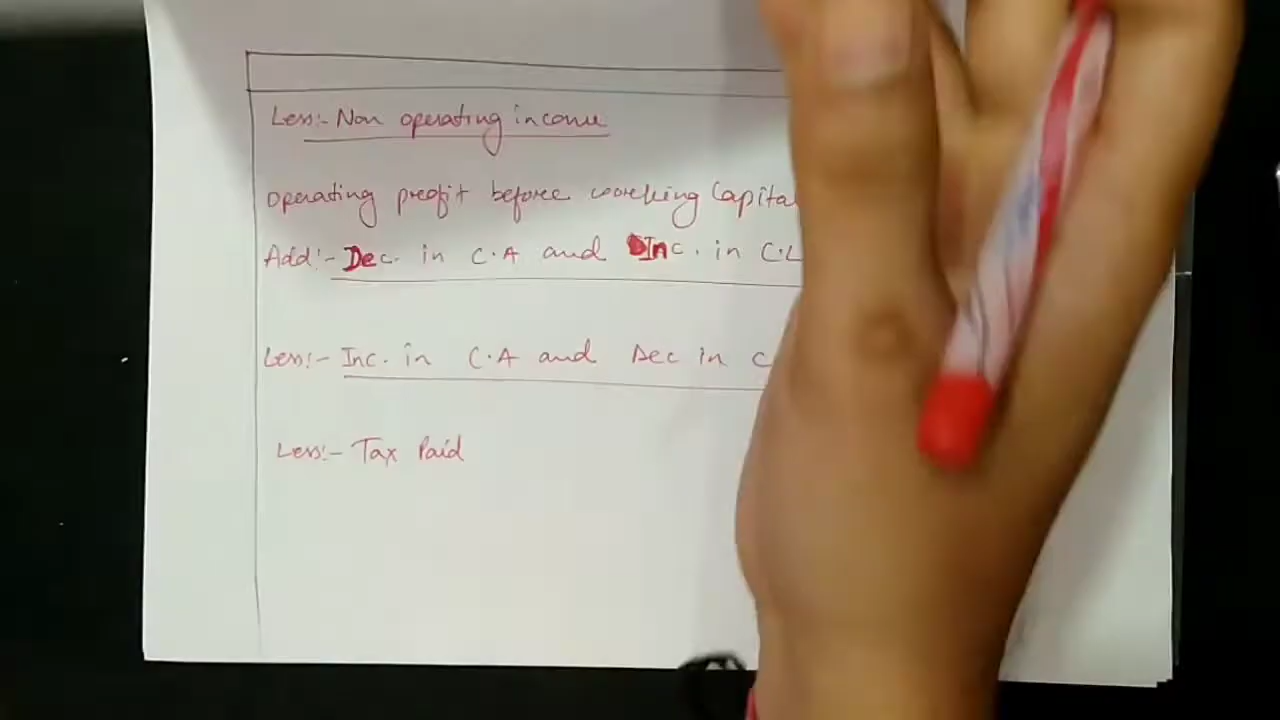 Less:- Non operating income
operating profit before working Capital
Add:- Dec. in C.A and Inc. in C.L
Less:- Inc. in C.A and Dec in C
Less:- Tax Paid